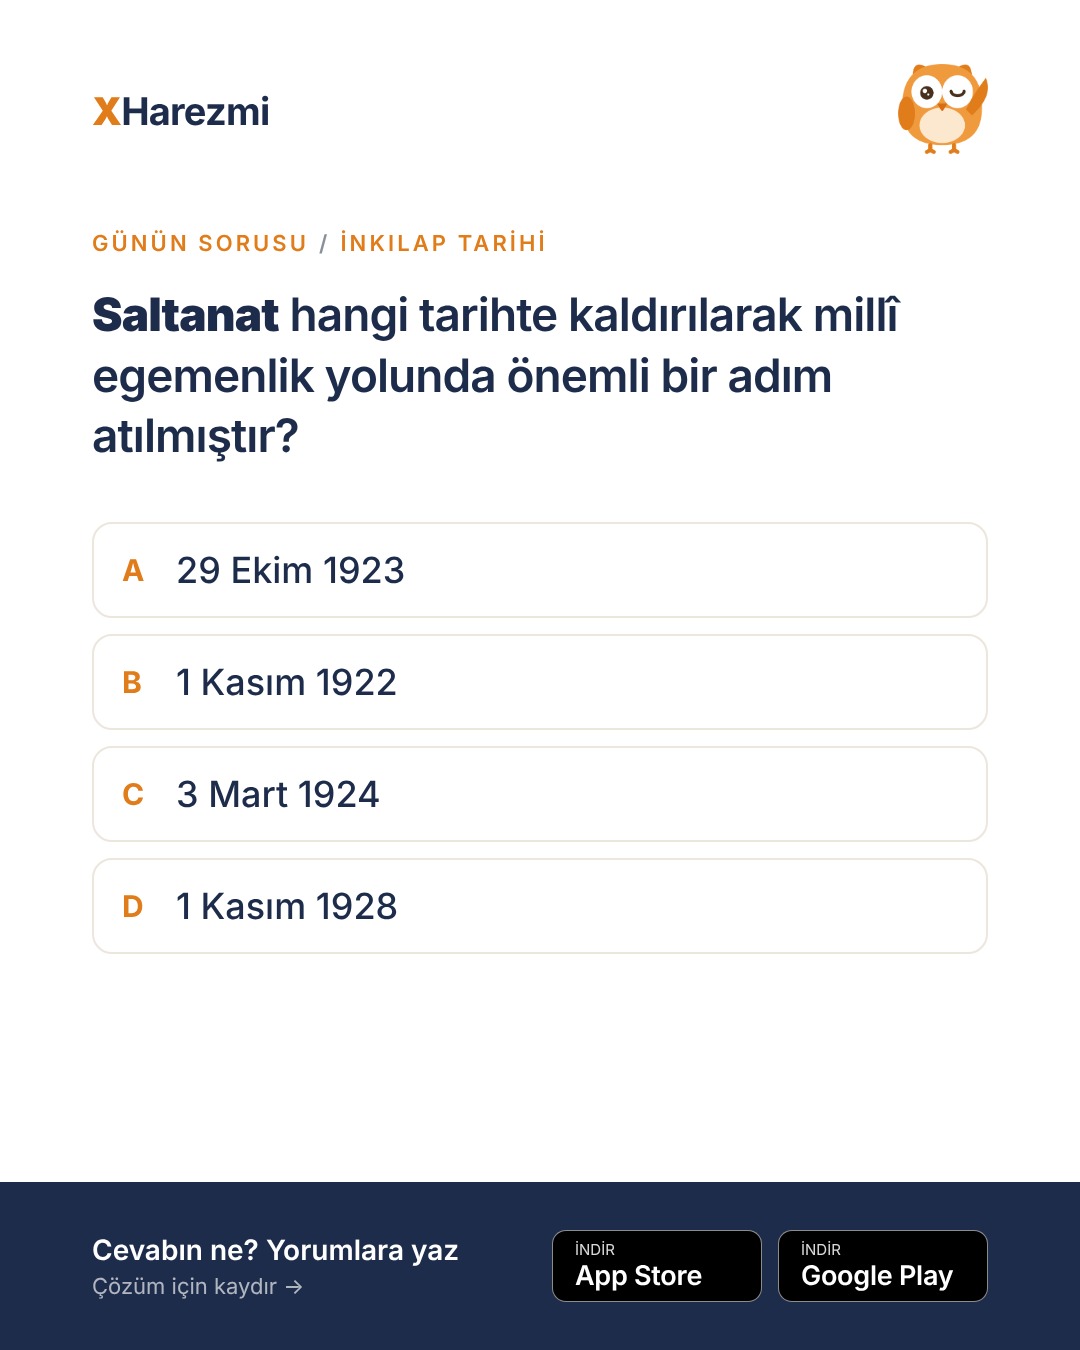 XHarezmi
GÜNÜN SORUSU / İNKILAP TARİHİ
Saltanat hangi tarihte kaldırılarak millî
egemenlik yolunda önemli bir adım
atılmıştır?
A 29 Ekim 1923
B 1 Kasım 1922
C 3 Mart 1924
D 1 Kasım 1928
Cevabın ne? Yorumlara yaz
Çözüm için kaydır →
İNDİR
App Store
İNDİR
Google Play